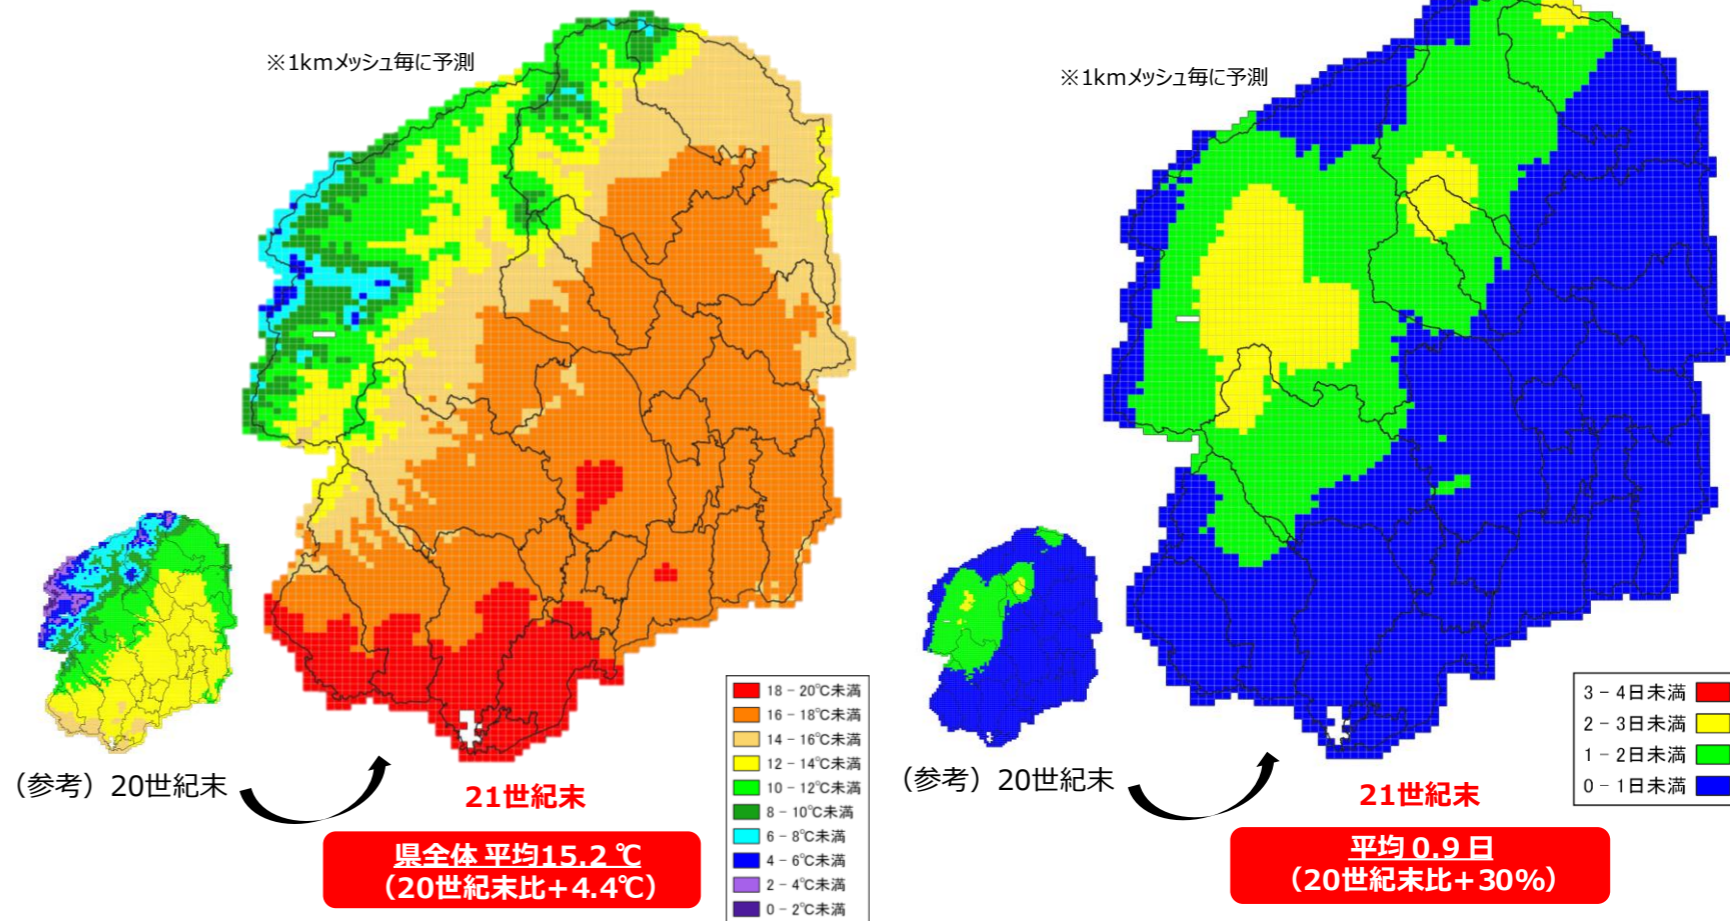 ※1kmメッシュ毎に予測
18－20℃未満
16－18℃未満
14－16℃未満
12－14℃未満
10－12℃未満
8－10℃未満
6－8℃未満
4－6℃未満
2－4℃未満
0－2℃未満
（参考）20世紀末
21世紀末
県全体 平均15.2 ℃
（20世紀末比＋4.4℃）
※1kmメッシュ毎に予測
3－4日未満
2－3日未満
1－2日未満
0－1日未満
（参考）20世紀末
21世紀末
平均 0.9 日
（20世紀末比＋30%）